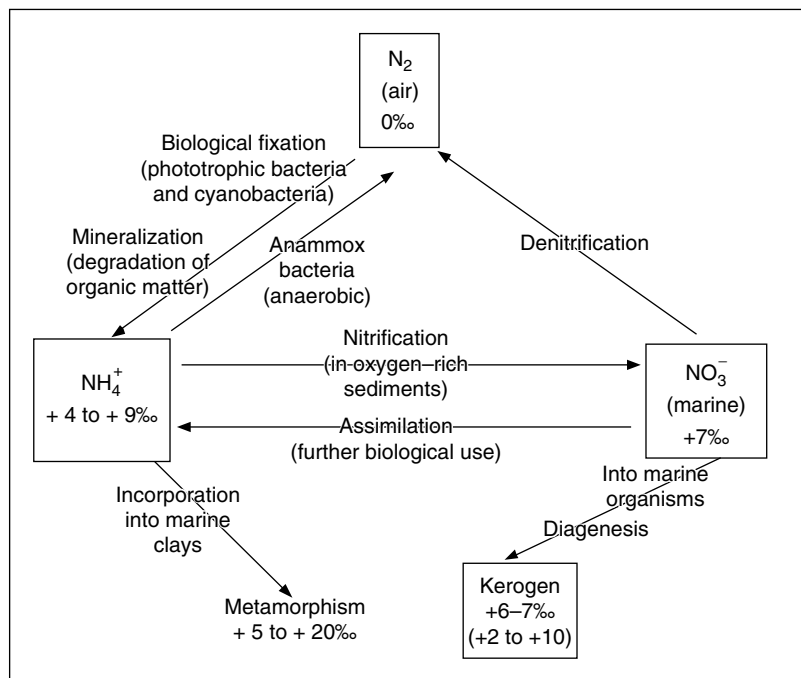 N₂
(air)
0‰
Biological fixation
(phototrophic bacteria
and cyanobacteria)
Mineralization
(degradation of
organic matter)
Anammox
bacteria
(anaerobic)
Denitrification
NH₄⁺
+ 4 to + 9‰
Nitrification
(in oxygen–rich
sediments)
NO₃⁻
(marine)
+7‰
Assimilation
(further biological use)
Incorporation
into marine
clays
Into marine
organisms
Diagenesis
Metamorphism
+ 5 to + 20‰
Kerogen
+6–7‰
(+2 to +10)